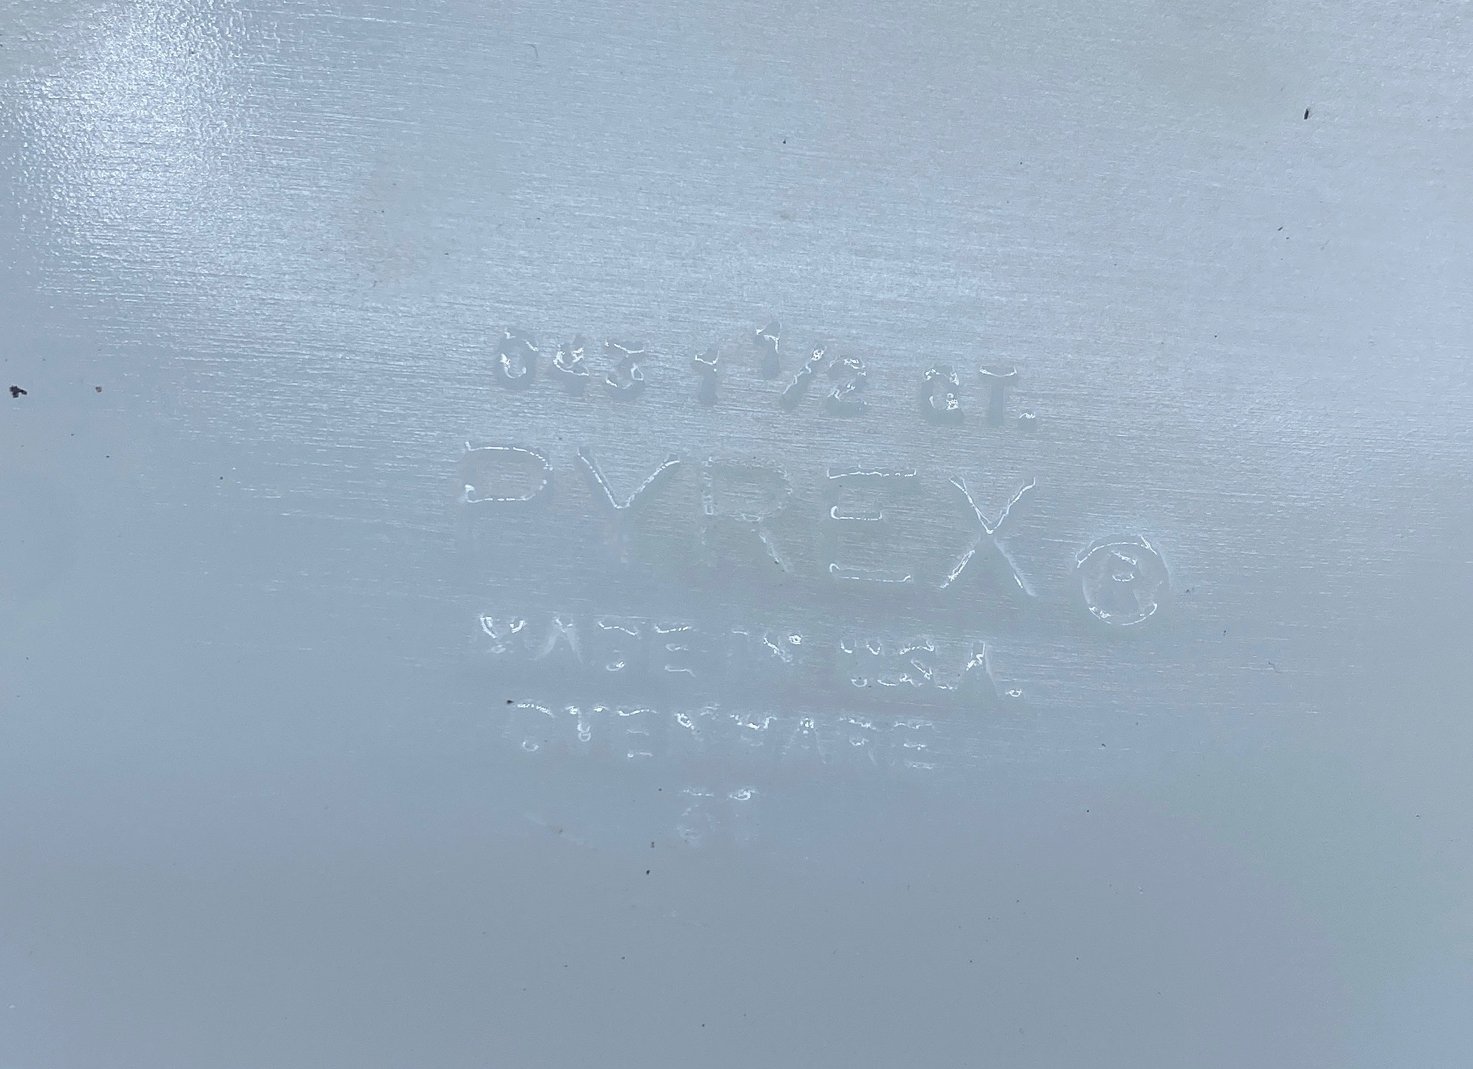 043 1 1/2 QT.
PYREX ®
MADE IN U.S.A.
OVENWARE